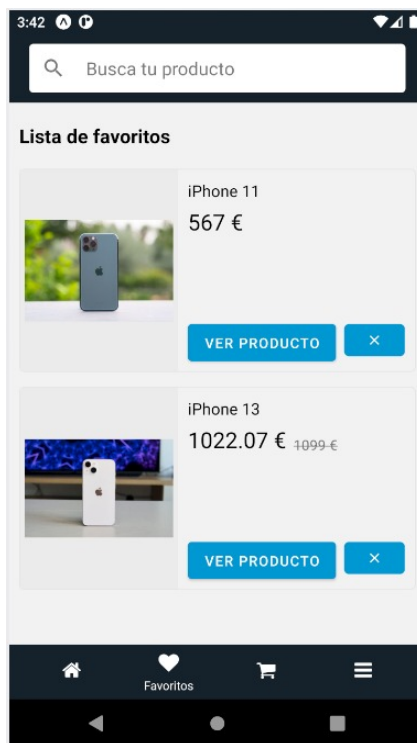 3:42
Busca tu producto
Lista de favoritos
iPhone 11
567 €
VER PRODUCTO ×
iPhone 13
1022.07 € 1099 €
VER PRODUCTO ×
Favoritos